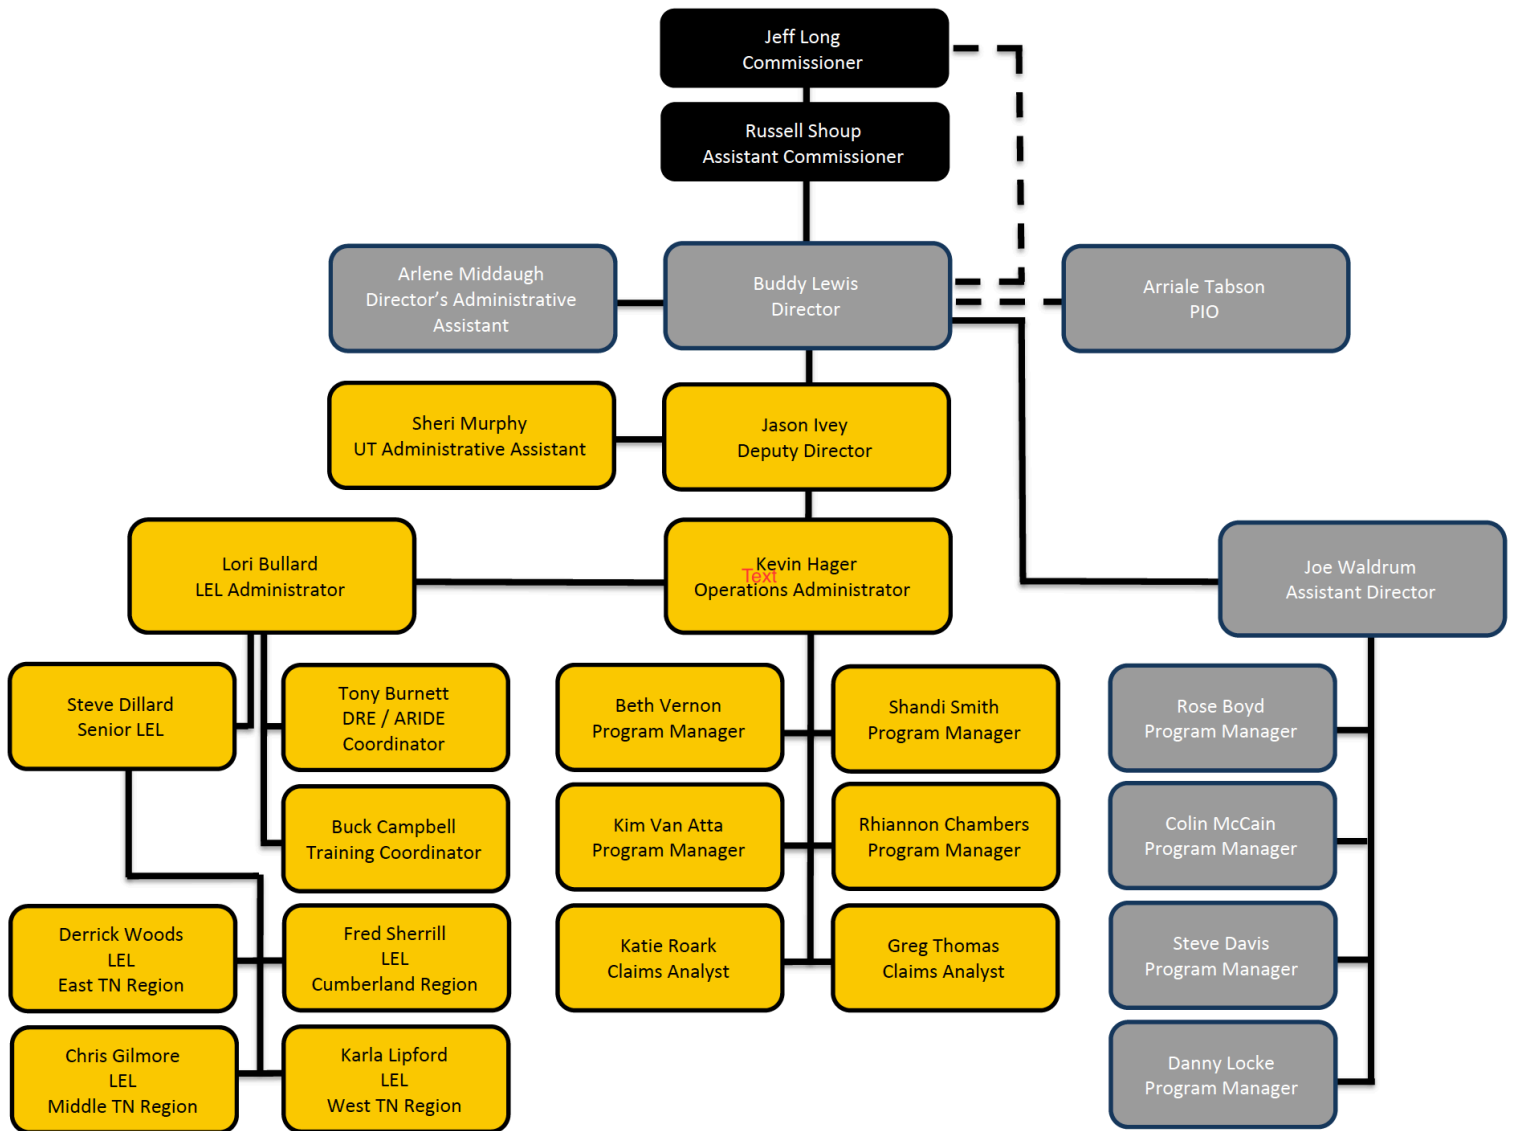 Jeff Long
Commissioner
Russell Shoup
Assistant Commissioner
Arlene Middaugh
Director’s Administrative
Assistant
Buddy Lewis
Director
Arriale Tabson
PIO
Sheri Murphy
UT Administrative Assistant
Jason Ivey
Deputy Director
Lori Bullard
LEL Administrator
Kevin Hager
Text
Operations Administrator
Joe Waldrum
Assistant Director
Steve Dillard
Senior LEL
Tony Burnett
DRE / ARIDE
Coordinator
Beth Vernon
Program Manager
Shandi Smith
Program Manager
Rose Boyd
Program Manager
Buck Campbell
Training Coordinator
Kim Van Atta
Program Manager
Rhiannon Chambers
Program Manager
Colin McCain
Program Manager
Derrick Woods
LEL
East TN Region
Fred Sherrill
LEL
Cumberland Region
Katie Roark
Claims Analyst
Greg Thomas
Claims Analyst
Steve Davis
Program Manager
Chris Gilmore
LEL
Middle TN Region
Karla Lipford
LEL
West TN Region
Danny Locke
Program Manager